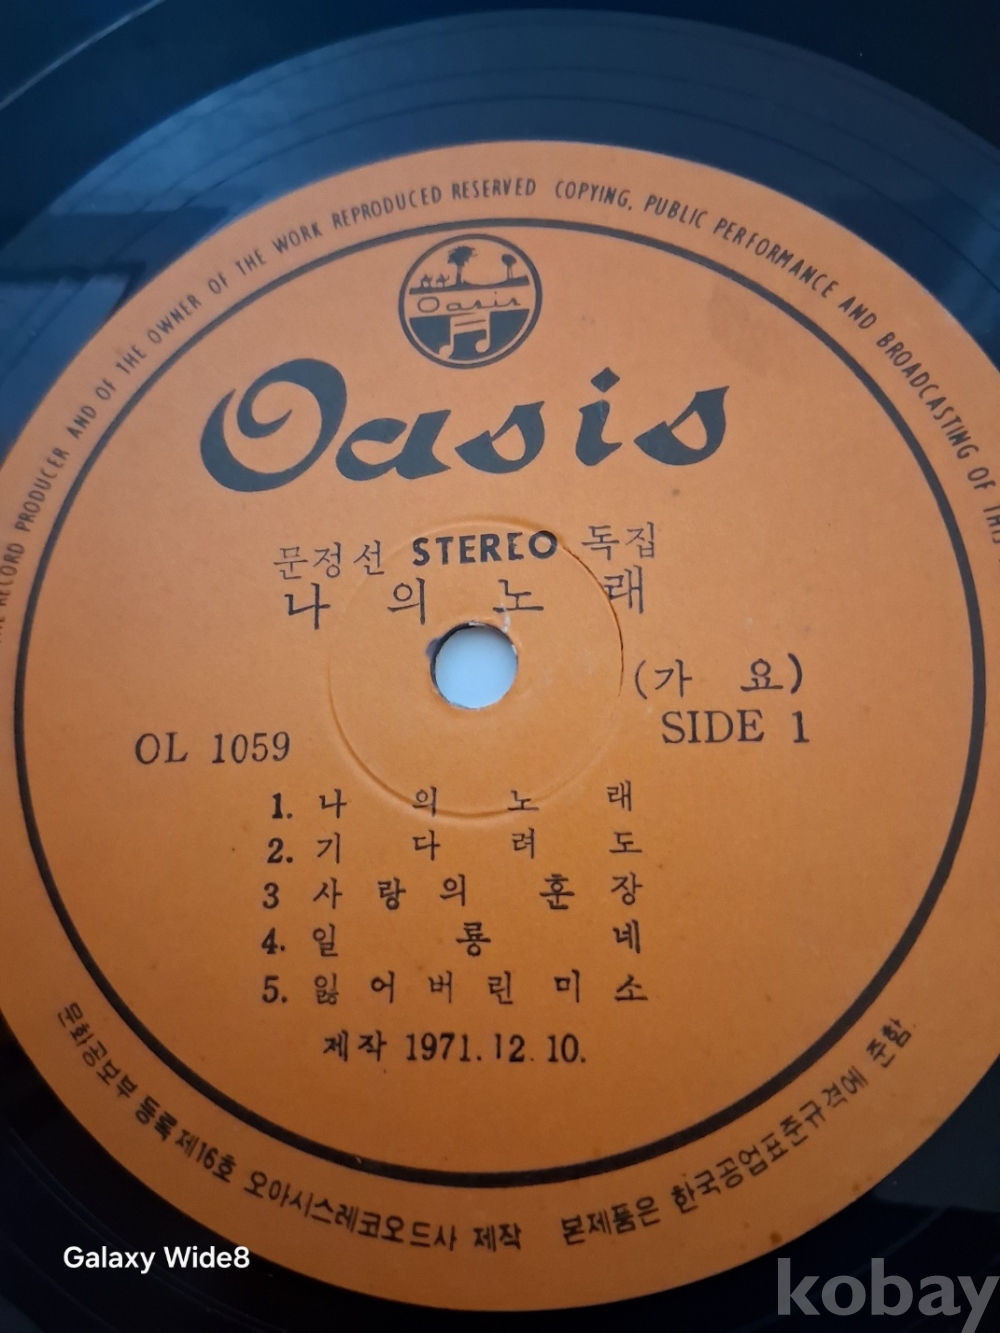 HE RECORD PRODUCER AND OF THE OWNER OF THE WORK REPRODUCED RESERVED COPYING, PUBLIC PERFORMANCE AND BROADCASTING OF THIS
Oasis
Oasis
문정선 STEREO 독집
나의 노래
(가 요)
SIDE 1
OL 1059
1. 나의 노래
2. 기다려도
3 사랑의 훈장
4. 일룡네
5. 잃어버린 미소
제작 1971.12.10.
문화공보부 등록 제16호 오아시스레코오드사 제작 본제품은 한국공업표준규격에 준함
Galaxy Wide8
kobay